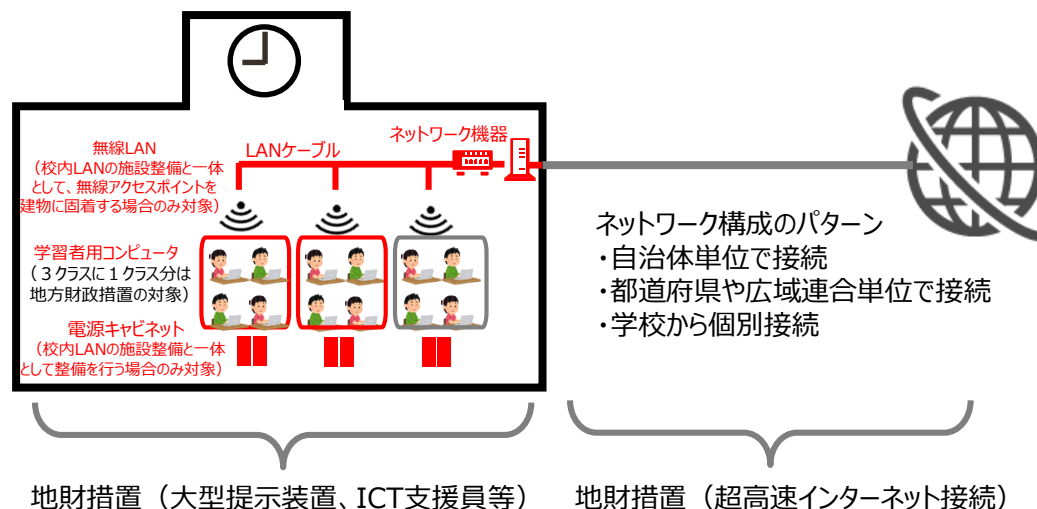 無線LAN
（校内LANの施設整備と一体
として、無線アクセスポイントを
建物に固着する場合のみ対象）
LANケーブル
ネットワーク機器
学習者用コンピュータ
（３クラスに１クラス分は
地方財政措置の対象）
電源キャビネット
（校内LANの施設整備と一体
として整備を行う場合のみ対象）
ネットワーク構成のパターン
・自治体単位で接続
・都道府県や広域連合単位で接続
・学校から個別接続
地財措置（大型提示装置、ICT支援員等）
地財措置（超高速インターネット接続）